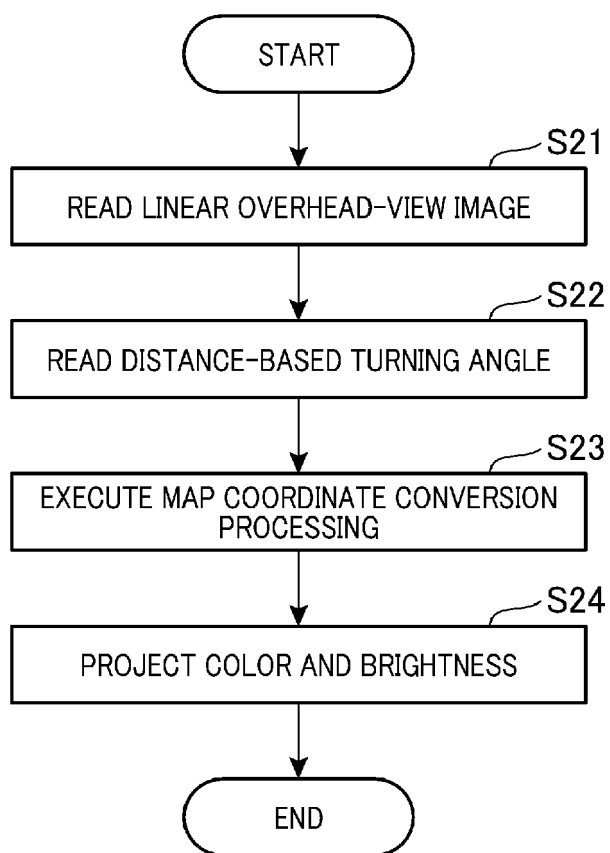 START
S21
READ LINEAR OVERHEAD-VIEW IMAGE
S22
READ DISTANCE-BASED TURNING ANGLE
S23
EXECUTE MAP COORDINATE CONVERSION
PROCESSING
S24
PROJECT COLOR AND BRIGHTNESS
END